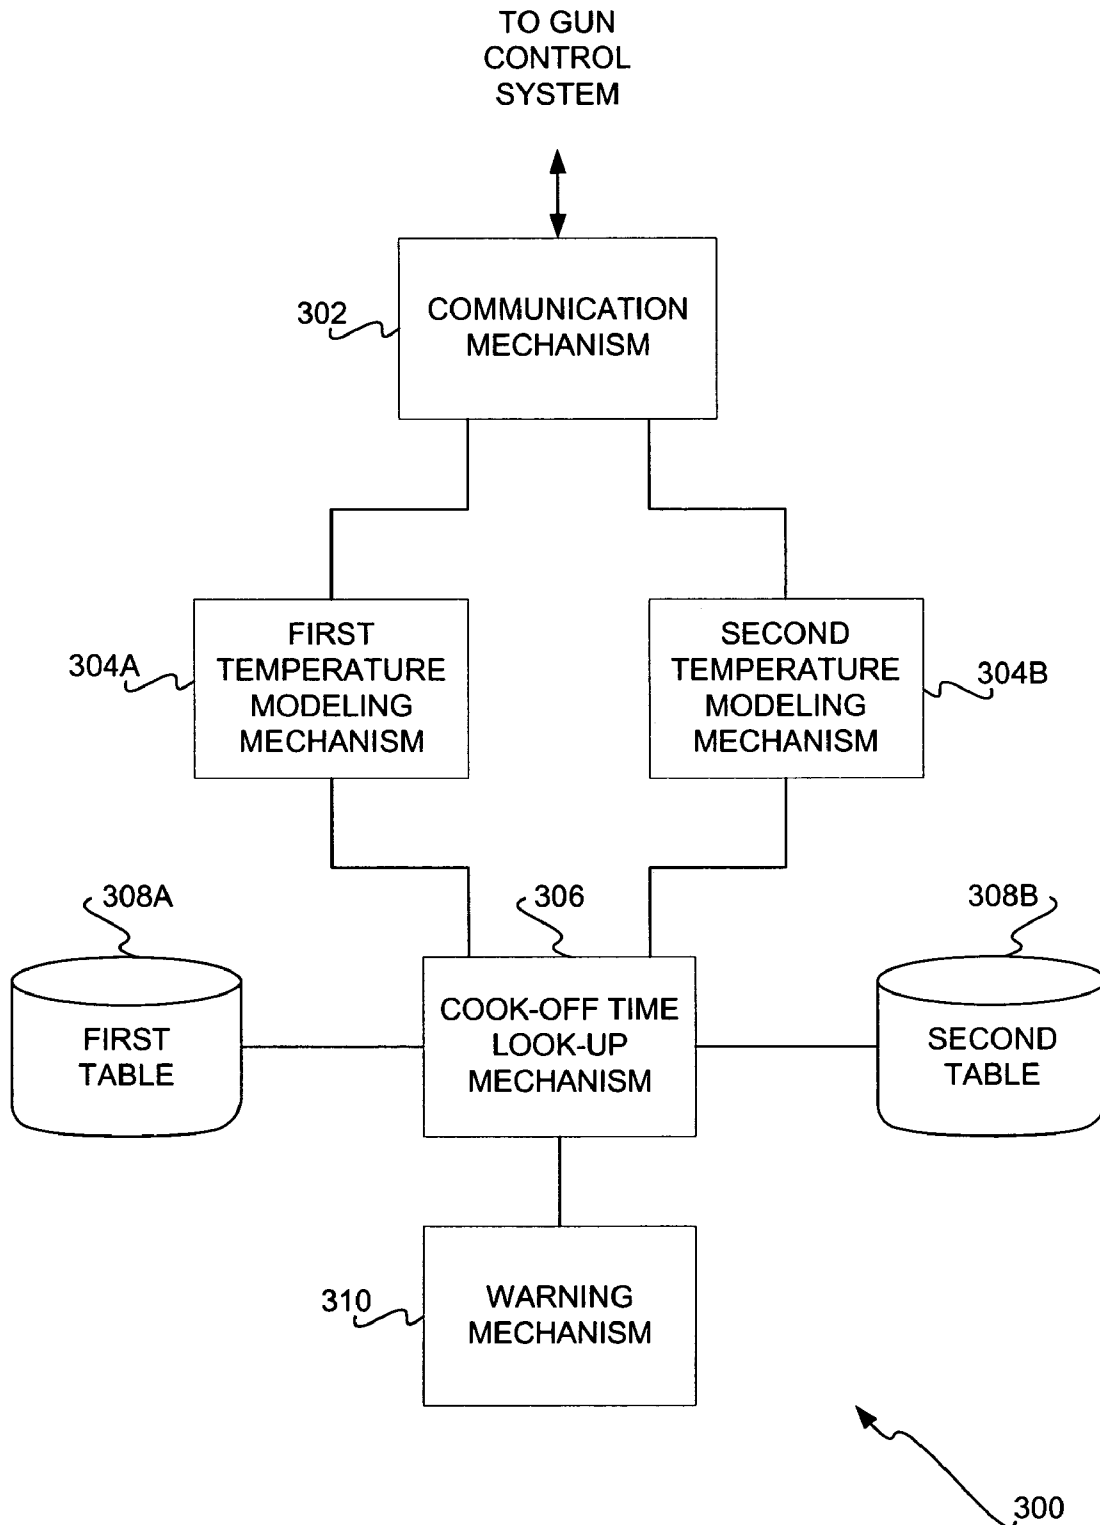 TO GUN
CONTROL
SYSTEM
302
COMMUNICATION
MECHANISM
304A
FIRST
TEMPERATURE
MODELING
MECHANISM
SECOND
TEMPERATURE
MODELING
MECHANISM
304B
308A
306
308B
FIRST
TABLE
COOK-OFF TIME
LOOK-UP
MECHANISM
SECOND
TABLE
310
WARNING
MECHANISM
300